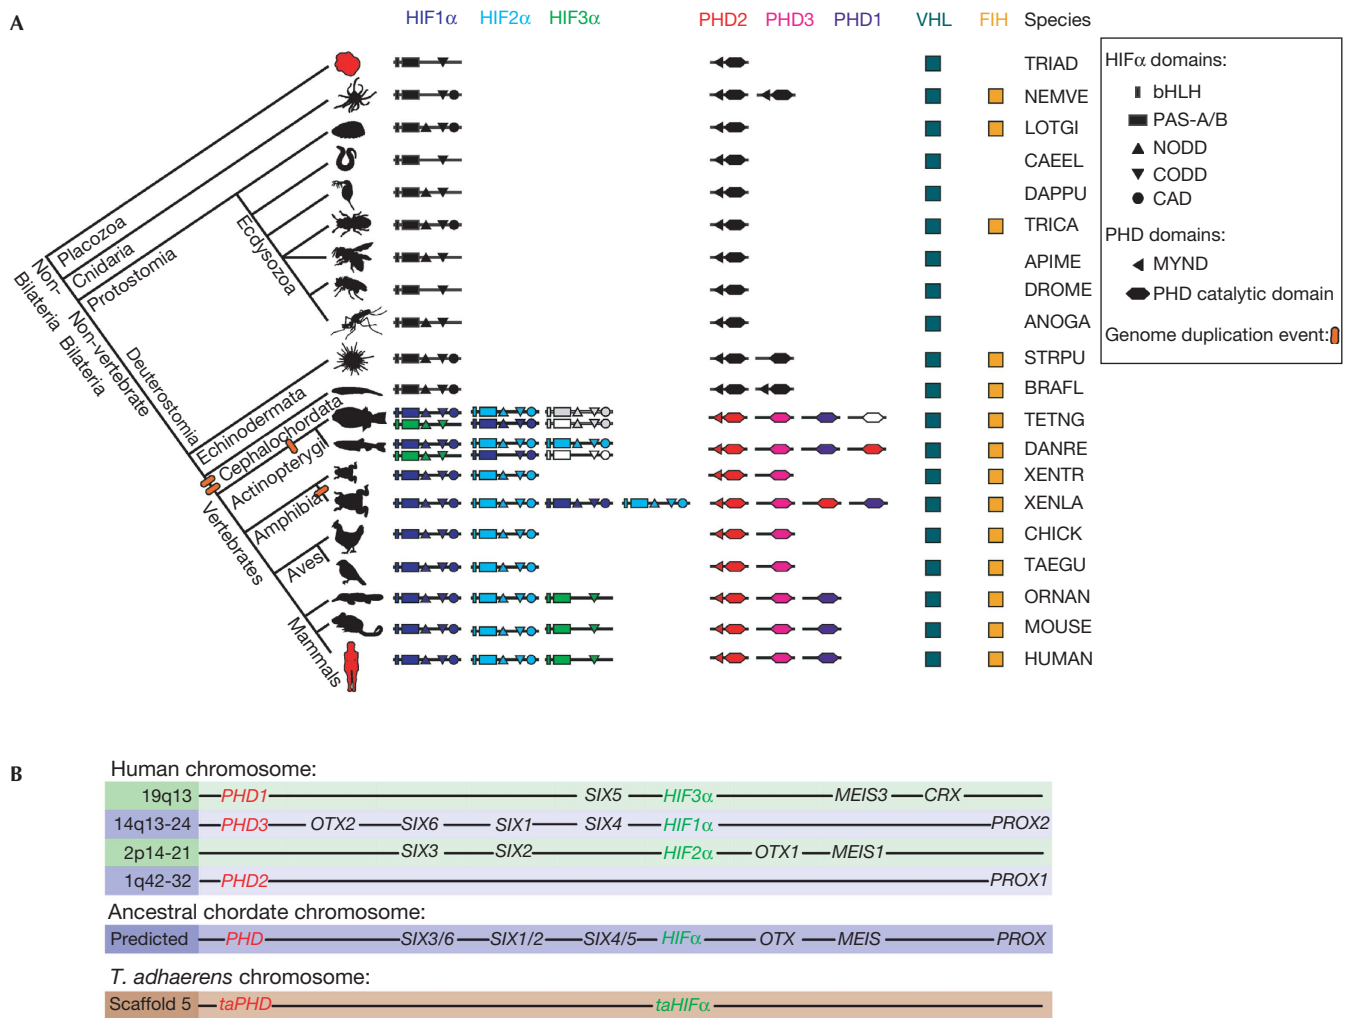 A
HIF1α HIF2α HIF3α PHD2 PHD3 PHD1 VHL FIH Species
TRIAD
NEMVE
LOTGI
CAEEL
DAPPU
TRICA
APIME
DROME
ANOGA
STRPU
BRAFL
TETNG
DANRE
XENTR
XENLA
CHICK
TAEGU
ORNAN
MOUSE
HUMAN
Placozoa
Cnidaria
Protostomia
Ecdysozoa
Non-
Bilateria
Non-vertebrate
Bilateria
Deuterostomia
Echinodermata
Cephalochordata
Actinopterygii
Amphibia
Vertebrates
Aves
Mammals
HIFα domains:
bHLH
PAS-A/B
NODD
CODD
CAD
PHD domains:
MYND
PHD catalytic domain
Genome duplication event:
B
Human chromosome:
19q13 PHD1 SIX5 HIF3α MEIS3 CRX
14q13-24 PHD3 OTX2 SIX6 SIX1 SIX4 HIF1α PROX2
2p14-21 SIX3 SIX2 HIF2α OTX1 MEIS1
1q42-32 PHD2 PROX1
Ancestral chordate chromosome:
Predicted PHD SIX3/6 SIX1/2 SIX4/5 HIFα OTX MEIS PROX
T. adhaerens chromosome:
Scaffold 5 taPHD taHIFα